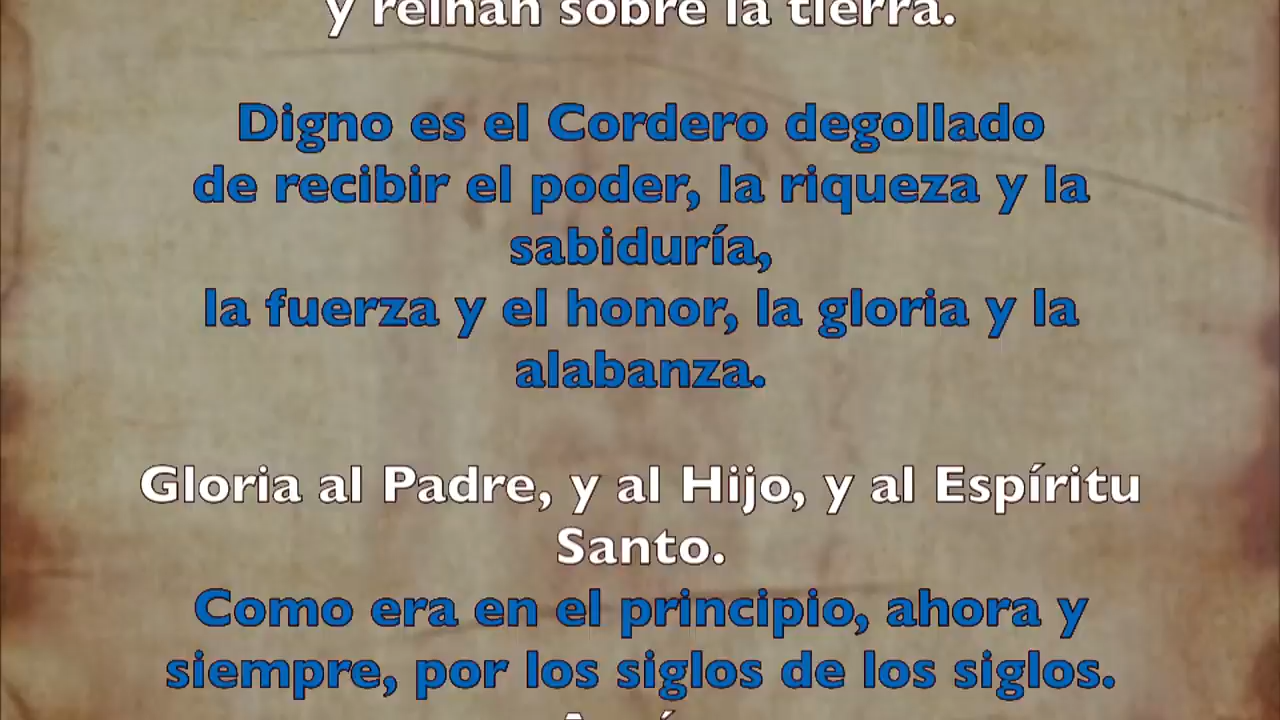 y reinan sobre la tierra.
Digno es el Cordero degollado
de recibir el poder, la riqueza y la
sabiduría,
la fuerza y el honor, la gloria y la
alabanza.
Gloria al Padre, y al Hijo, y al Espíritu
Santo.
Como era en el principio, ahora y
siempre, por los siglos de los siglos.